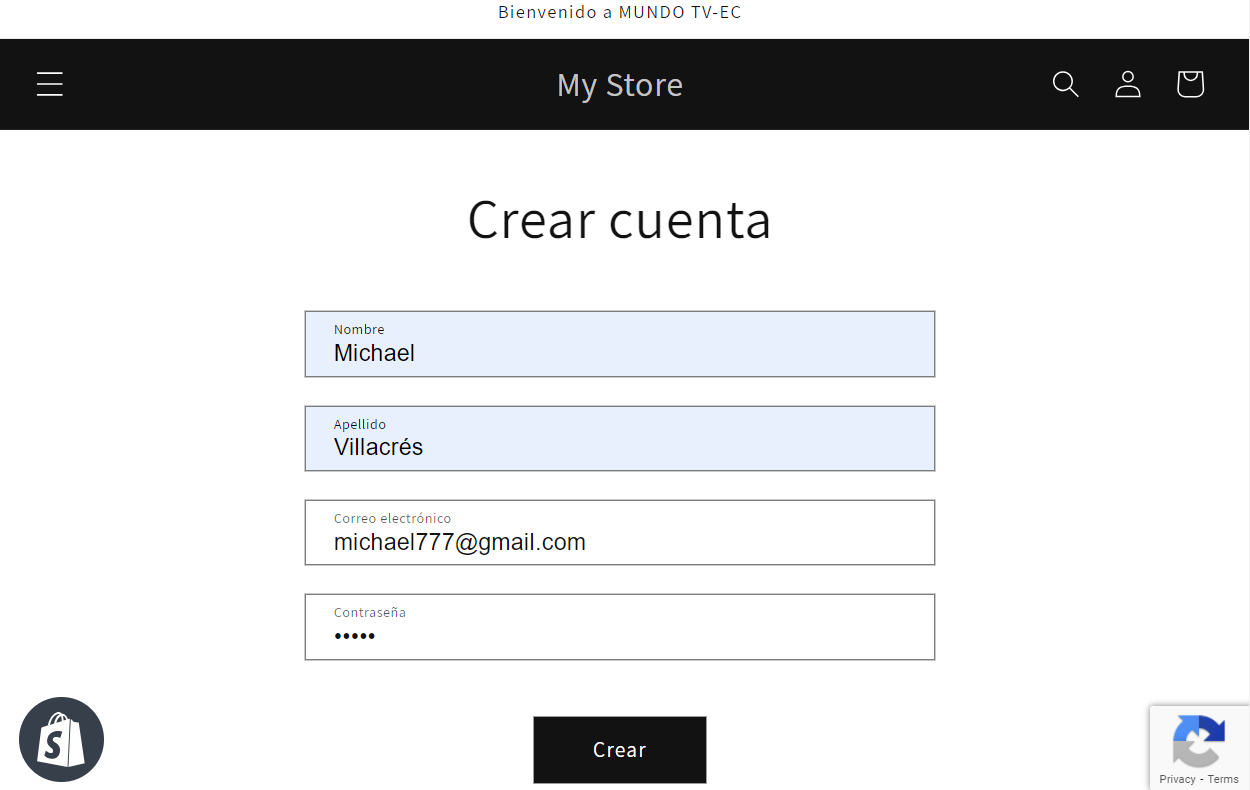 Bienvenido a MUNDO TV-EC
My Store
Crear cuenta
Nombre
Michael
Apellido
Villacrés
Correo electrónico
michael777@gmail.com
Contraseña
•••••
Crear
Privacy - Terms